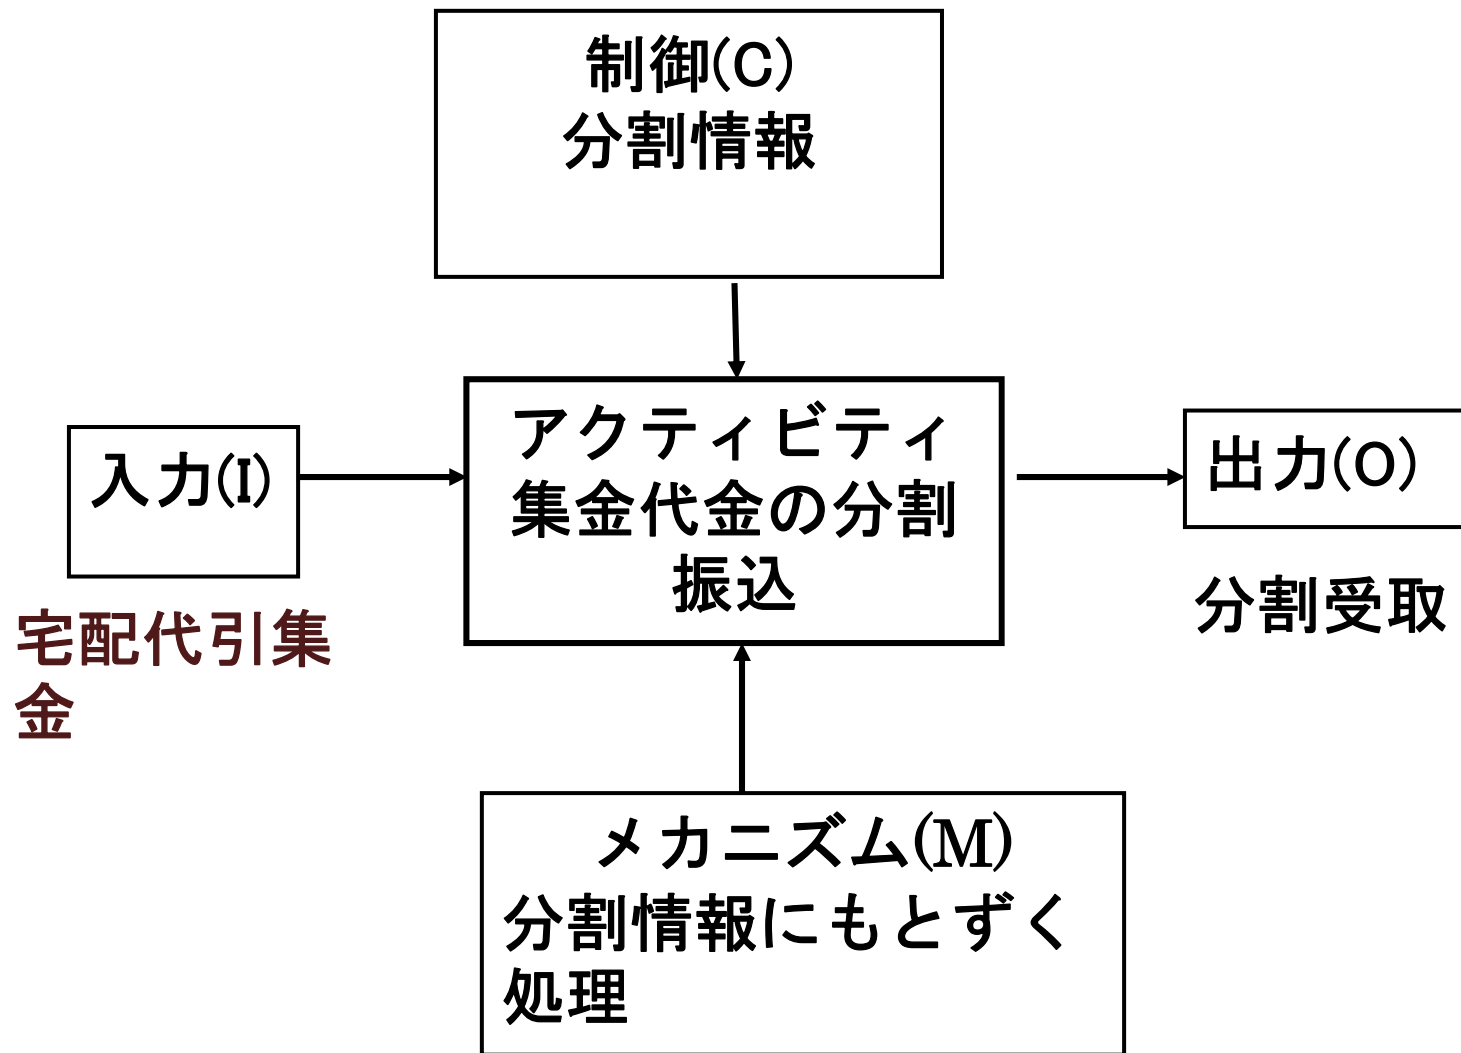 制御(C)
分割情報
アクティビティ
集金代金の分割
振込
入力(I)
宅配代引集
金
出力(O)
分割受取
メカニズム(M)
分割情報にもとずく
処理